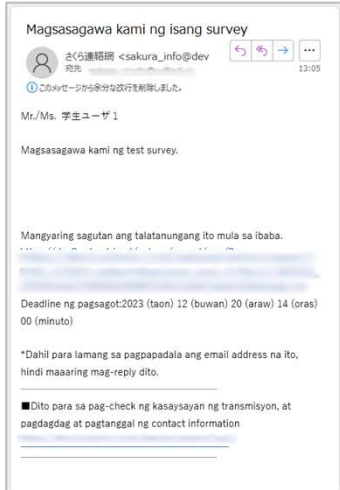 Magsasagawa kami ng isang survey
さくら連絡網 <sakura_info@dev
宛先
13:05
このメッセージから余分な改行を削除しました。
Mr./Ms. 学生ユーザ 1
Magsasagawa kami ng test survey.
Mangyaring sagutan ang talatanungang ito mula sa ibaba.
Deadline ng pagsagot:2023 (taon) 12 (buwan) 20 (araw) 14 (oras)
00 (minuto)
*Dahil para lamang sa pagpapadala ang email address na ito,
hindi maaaring mag-reply dito.
■Dito para sa pag-check ng kasaysayan ng transmisyon, at
pagdagdag at pagtanggal ng contact information